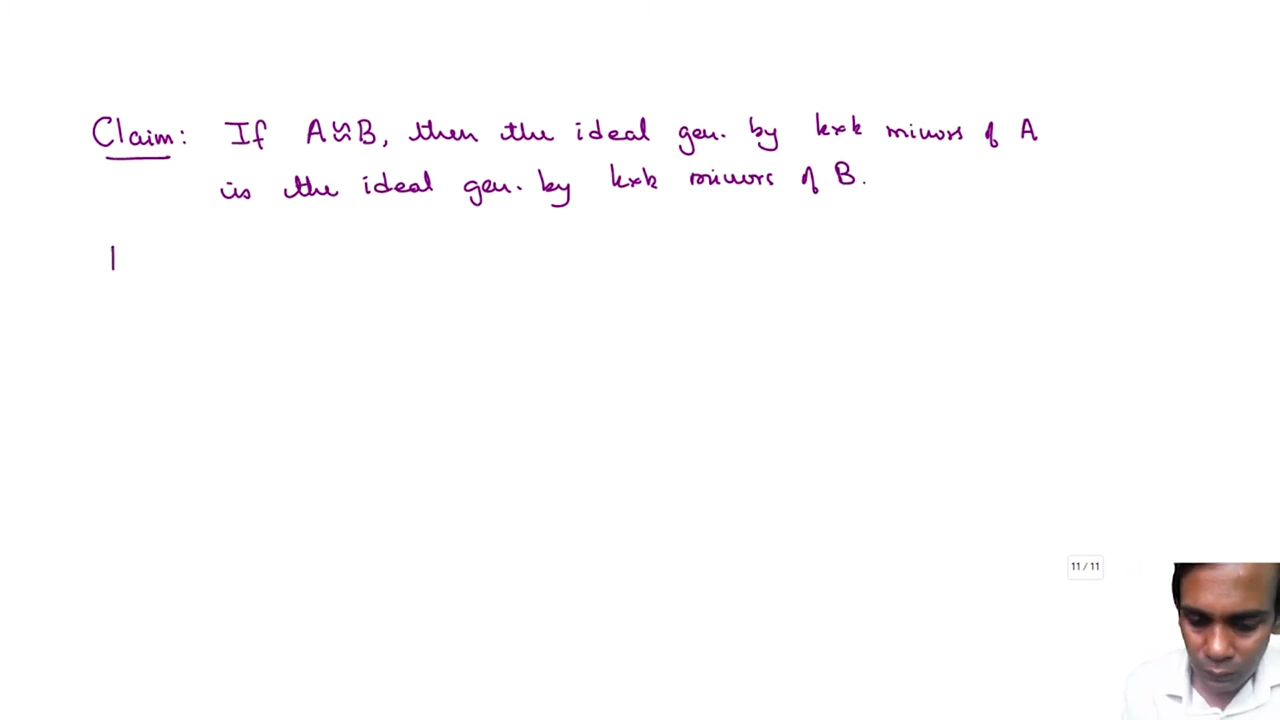 Claim: If A≈B, then the ideal gen. by k×k minors of A
is the ideal gen. by k×k minors of B.
11 / 11